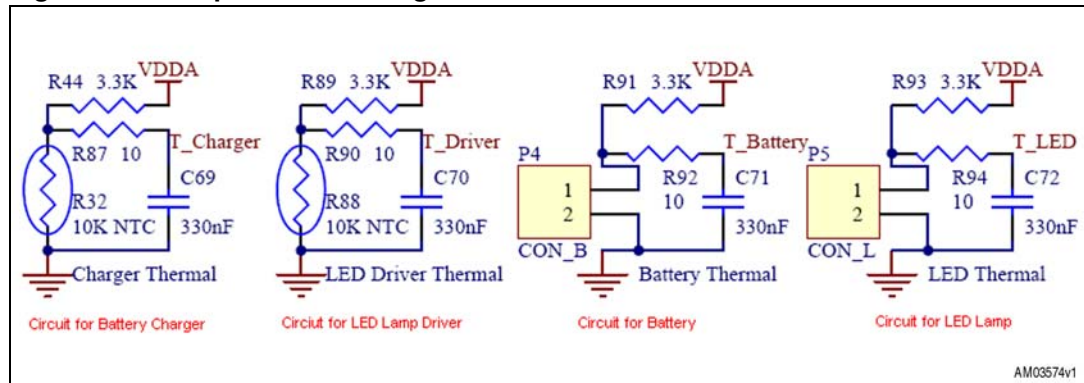 VDDA
R44 3.3K
T_Charger
R87 10
C69
R32
10K NTC
330nF
Charger Thermal
Circuit for Battery Charger
VDDA
R89 3.3K
T_Driver
R90 10
C70
R88
10K NTC
330nF
LED Driver Thermal
Circiut for LED Lamp Driver
VDDA
R91 3.3K
T_Battery
P4
1
2
CON_B
R92
10
C71
330nF
Battery Thermal
Circuit for Battery
VDDA
R93 3.3K
T_LED
P5
1
2
CON_L
R94
10
C72
330nF
LED Thermal
Circuit for LED Lamp
AM03574v1